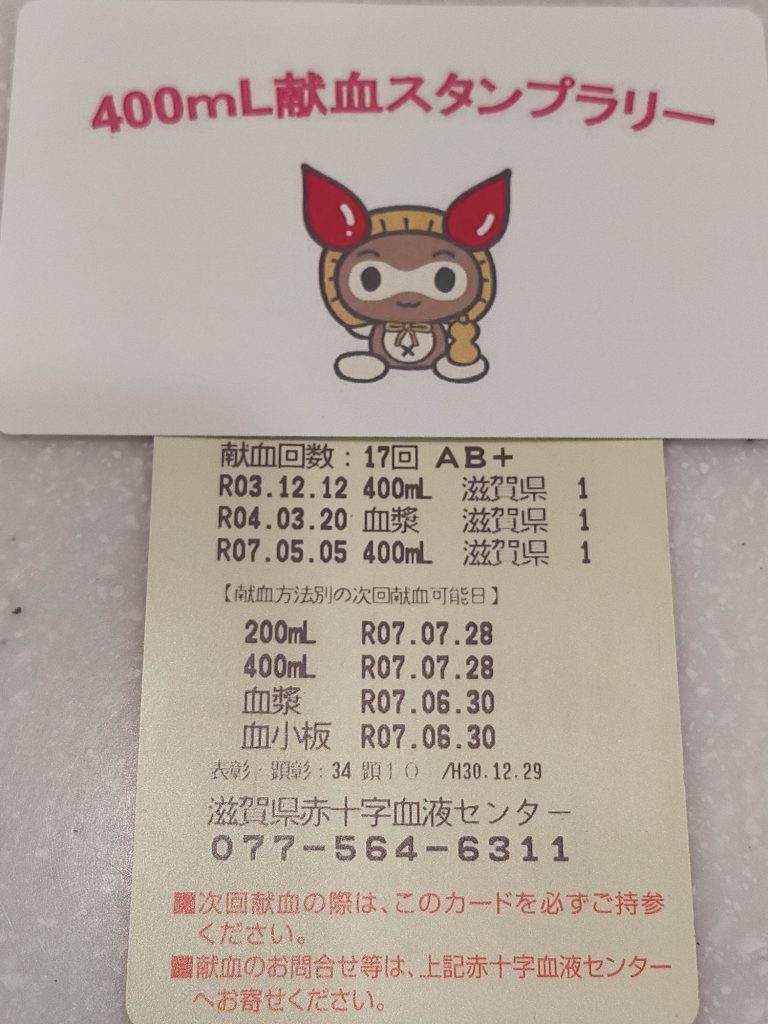 400mL献血スタンプラリー
献血回数：17回 AB+
R03.12.12 400mL 滋賀県 1
R04.03.20 血漿 滋賀県 1
R07.05.05 400mL 滋賀県 1
【献血方法別の次回献血可能日】
200mL R07.07.28
400mL R07.07.28
血漿 R07.06.30
血小板 R07.06.30
表彰・顕彰：34 顕10 /H30.12.29
滋賀県赤十字血液センター
077-564-6311
■次回献血の際は、このカードを必ずご持参
ください。
■献血のお問合せ等は、上記赤十字血液センター
へお寄せください。